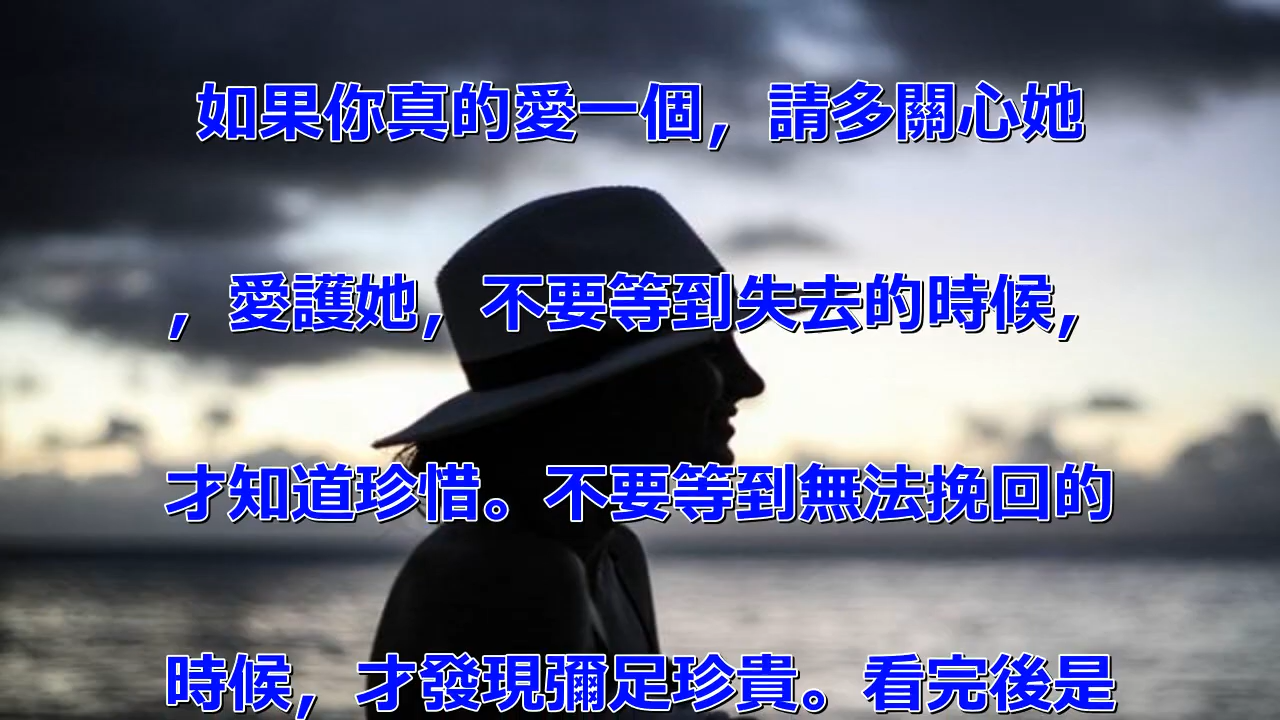 如果你真的愛一個，請多關心她
，愛護她，不要等到失去的時候，
才知道珍惜。不要等到無法挽回的
時候，才發現彌足珍貴。看完後是